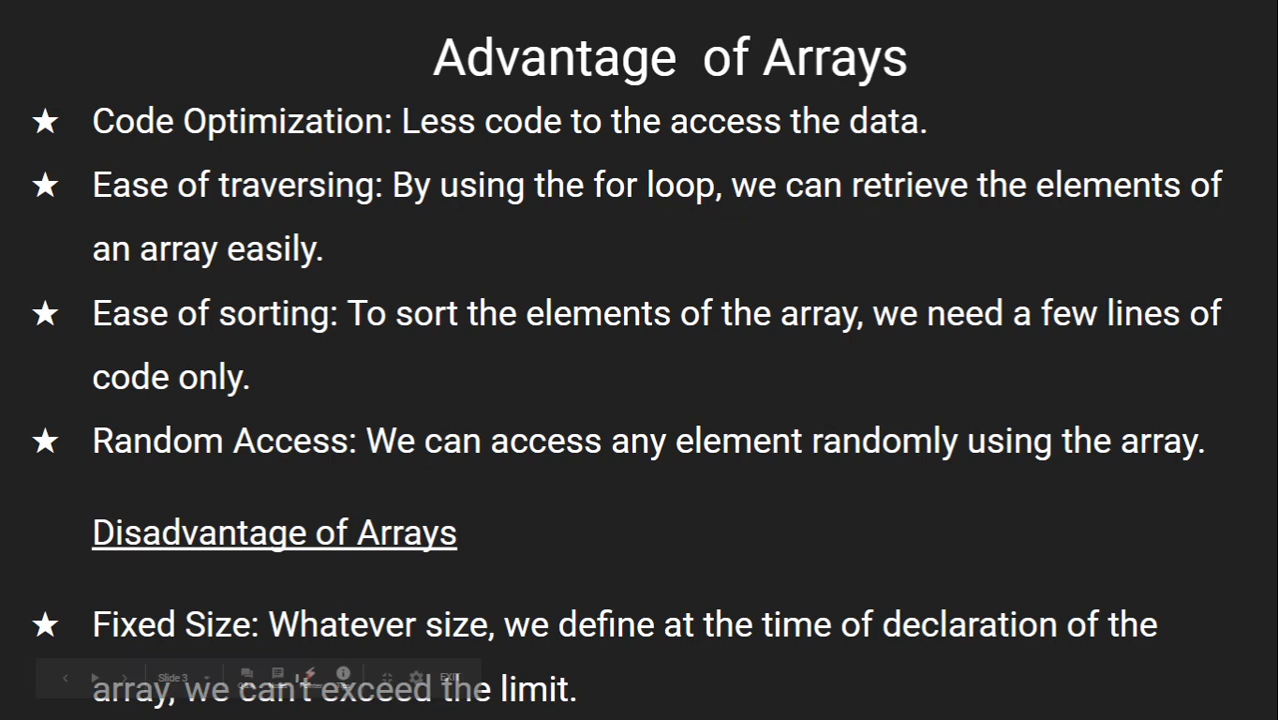 Advantage of Arrays
★ Code Optimization: Less code to the access the data.
★ Ease of traversing: By using the for loop, we can retrieve the elements of
an array easily.
★ Ease of sorting: To sort the elements of the array, we need a few lines of
code only.
★ Random Access: We can access any element randomly using the array.
Disadvantage of Arrays
★ Fixed Size: Whatever size, we define at the time of declaration of the
array, we can't exceed the limit.
Slide 3
EXIT